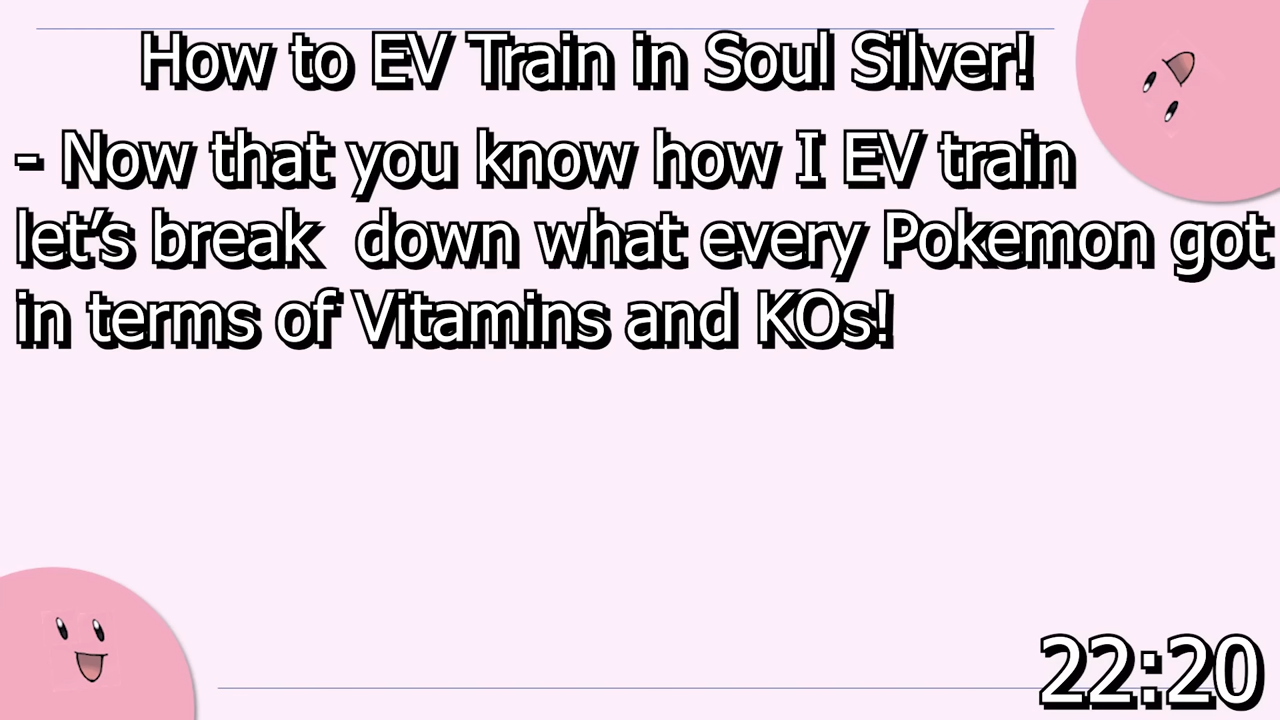 How to EV Train in Soul Silver!
- Now that you know how I EV train
let's break  down what every Pokemon got
in terms of Vitamins and KOs!
22:20